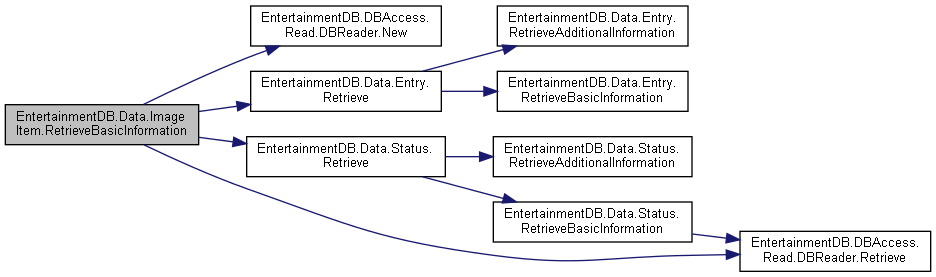 EntertainmentDB.DBAccess.
Read.DBReader.New
EntertainmentDB.Data.Entry.
RetrieveAdditionalInformation
EntertainmentDB.Data.Entry.
Retrieve
EntertainmentDB.Data.Entry.
RetrieveBasicInformation
EntertainmentDB.Data.Image
Item.RetrieveBasicInformation
EntertainmentDB.Data.Status.
Retrieve
EntertainmentDB.Data.Status.
RetrieveAdditionalInformation
EntertainmentDB.Data.Status.
RetrieveBasicInformation
EntertainmentDB.DBAccess.
Read.DBReader.Retrieve